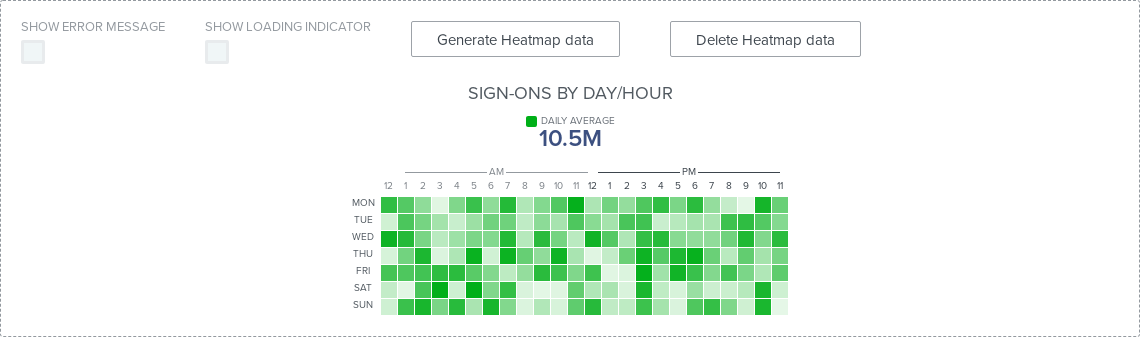 SHOW ERROR MESSAGE
SHOW LOADING INDICATOR
Generate Heatmap data
Delete Heatmap data
SIGN-ONS BY DAY/HOUR
DAILY AVERAGE
10.5M
AM PM
12 1 2 3 4 5 6 7 8 9 10 11 12 1 2 3 4 5 6 7 8 9 10 11
MON
TUE
WED
THU
FRI
SAT
SUN